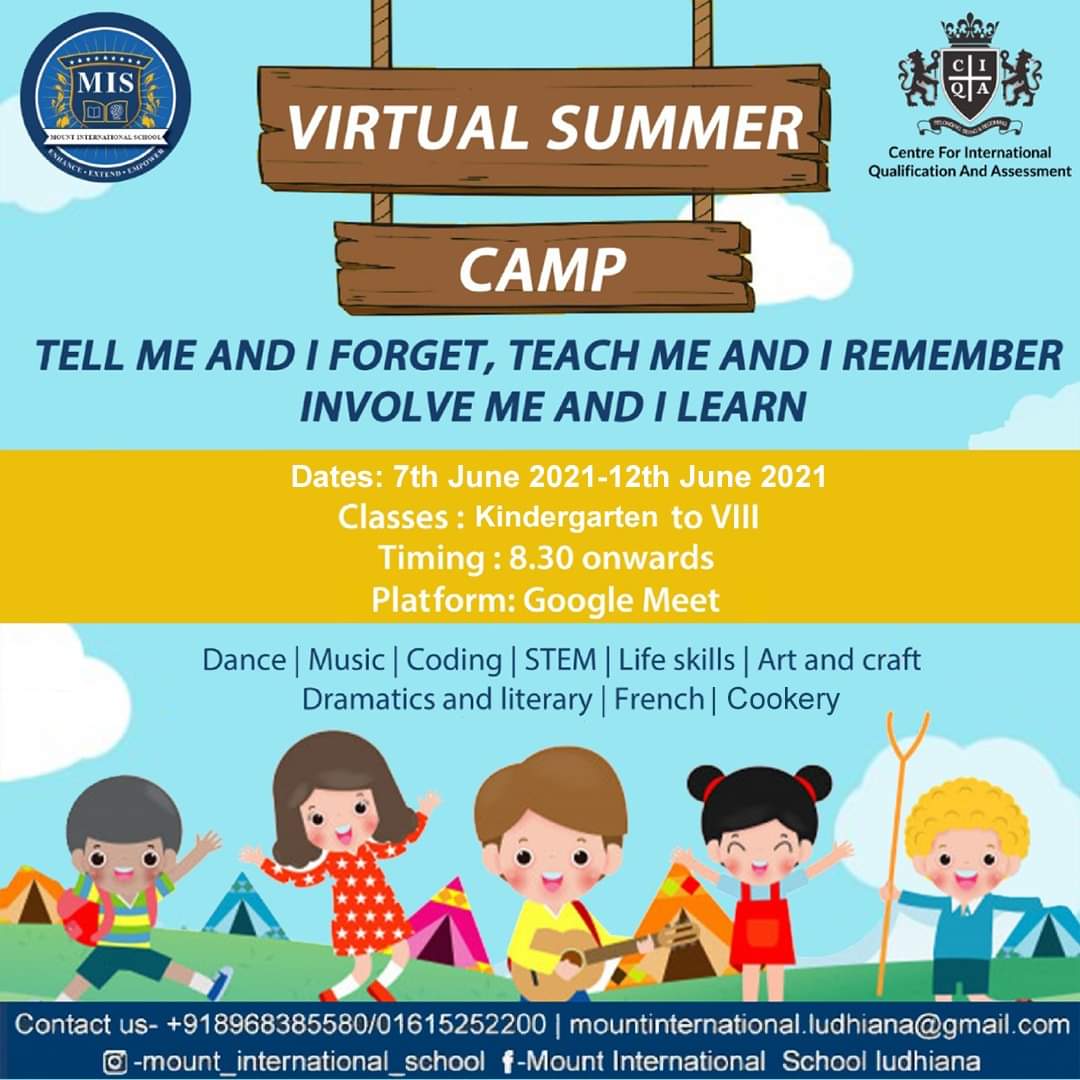 MIS
MOUNT INTERNATIONAL SCHOOL
ENHANCE • EXTEND • EMPOWER
VIRTUAL SUMMER
CAMP
C I
Q A
Centre For International
Qualification And Assessment
TELL ME AND I FORGET, TEACH ME AND I REMEMBER
INVOLVE ME AND I LEARN
Dates: 7th June 2021-12th June 2021
Classes : Kindergarten to VIII
Timing : 8.30 onwards
Platform: Google Meet
Dance | Music | Coding | STEM | Life skills | Art and craft
Dramatics and literary | French | Cookery
Contact us- +918968385580/01615252200 | mountinternational.ludhiana@gmail.com
-mount_international_school f-Mount International School ludhiana